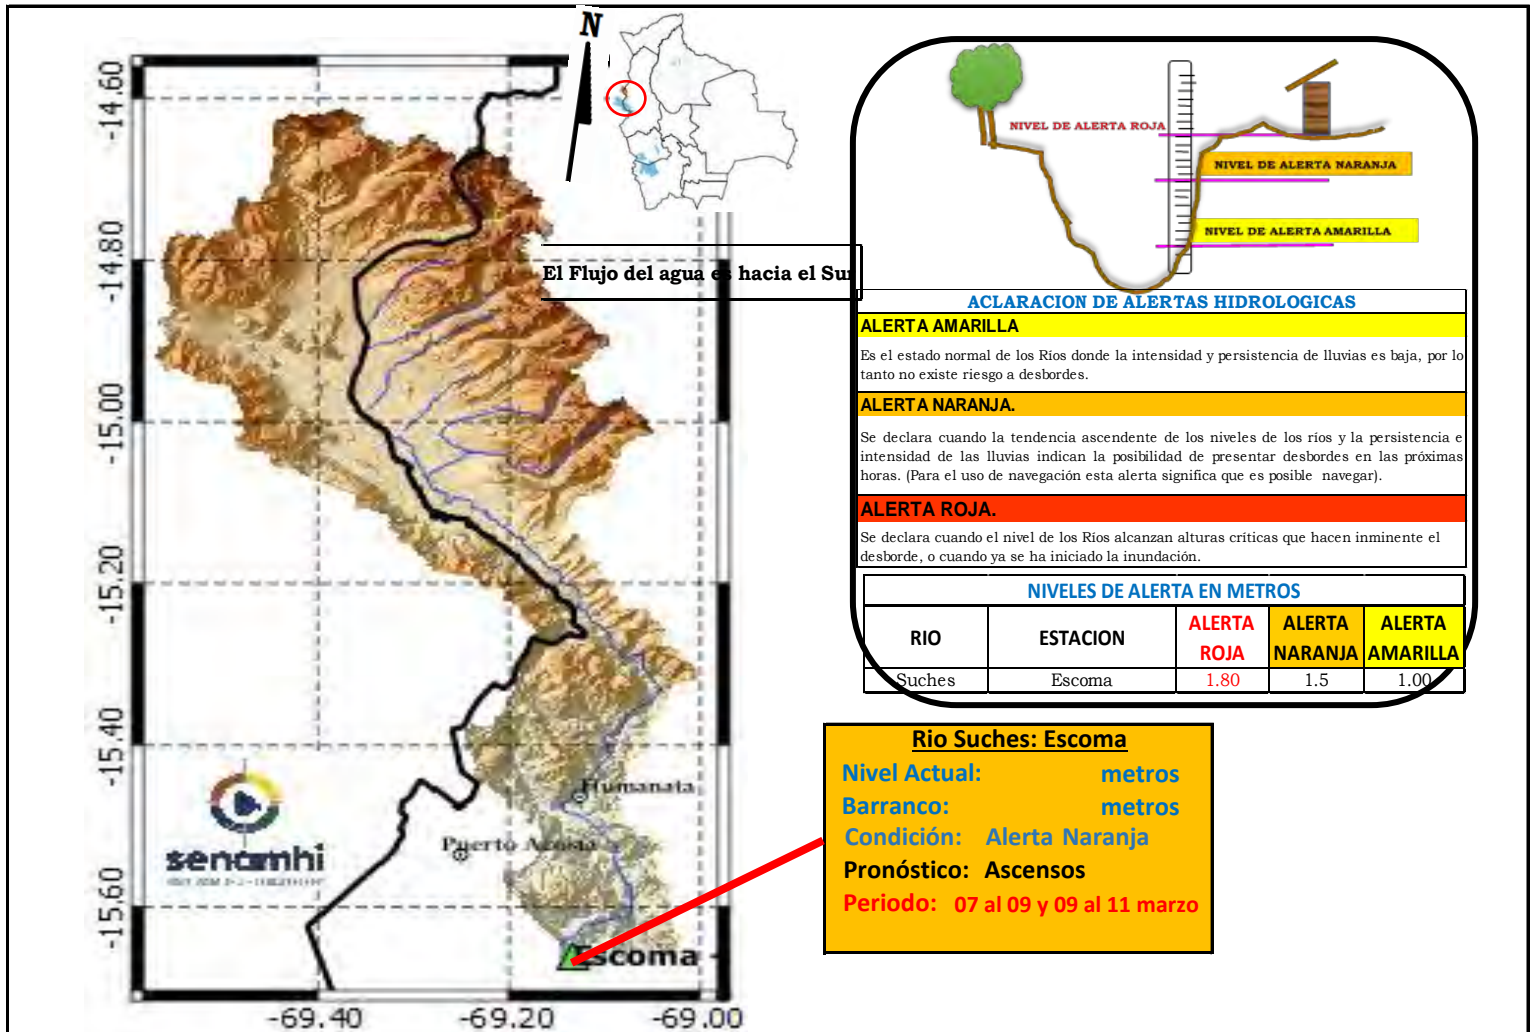 N
-14.60
-14.80
-15.00
-15.20
-15.40
-15.60
-69.40
-69.20
-69.00
El Flujo del agua es hacia el Sur
Humanata
Puerto Acosta
Escoma
senamhi
NIVEL DE ALERTA ROJA
NIVEL DE ALERTA NARANJA
NIVEL DE ALERTA AMARILLA
ACLARACION DE ALERTAS HIDROLOGICAS
ALERTA AMARILLA
Es el estado normal de los Ríos donde la intensidad y persistencia de lluvias es baja, por lo
tanto no existe riesgo a desbordes.
ALERTA NARANJA.
Se declara cuando la tendencia ascendente de los niveles de los ríos y la persistencia e
intensidad de las lluvias indican la posibilidad de presentar desbordes en las próximas
horas. (Para el uso de navegación esta alerta significa que es posible navegar).
ALERTA ROJA.
Se declara cuando el nivel de los Ríos alcanzan alturas críticas que hacen inminente el
desborde, o cuando ya se ha iniciado la inundación.
NIVELES DE ALERTA EN METROS
RIO ESTACION ALERTA ROJA ALERTA NARANJA ALERTA AMARILLA
Suches Escoma 1.80 1.5 1.00
Rio Suches: Escoma
Nivel Actual: metros
Barranco: metros
Condición: Alerta Naranja
Pronóstico: Ascensos
Periodo: 07 al 09 y 09 al 11 marzo